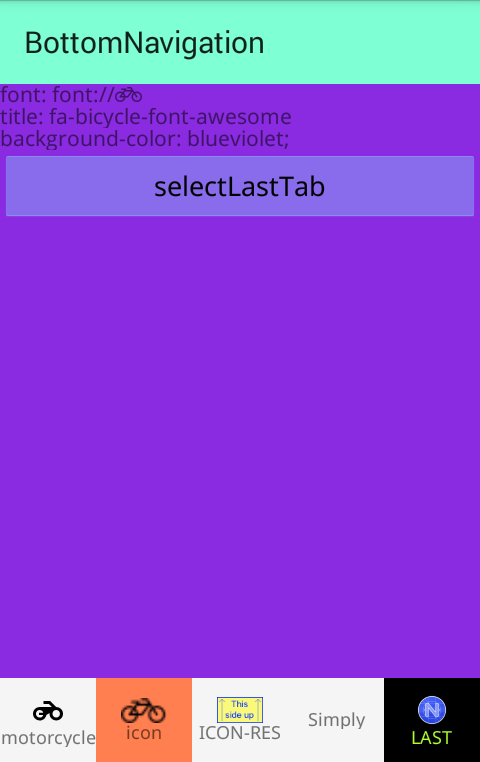 BottomNavigation
font: font://
title: fa-bicycle-font-awesome
background-color: blueviolet;
selectLastTab
motorcycle
icon
This
side up
ICON-RES
Simply
N
LAST